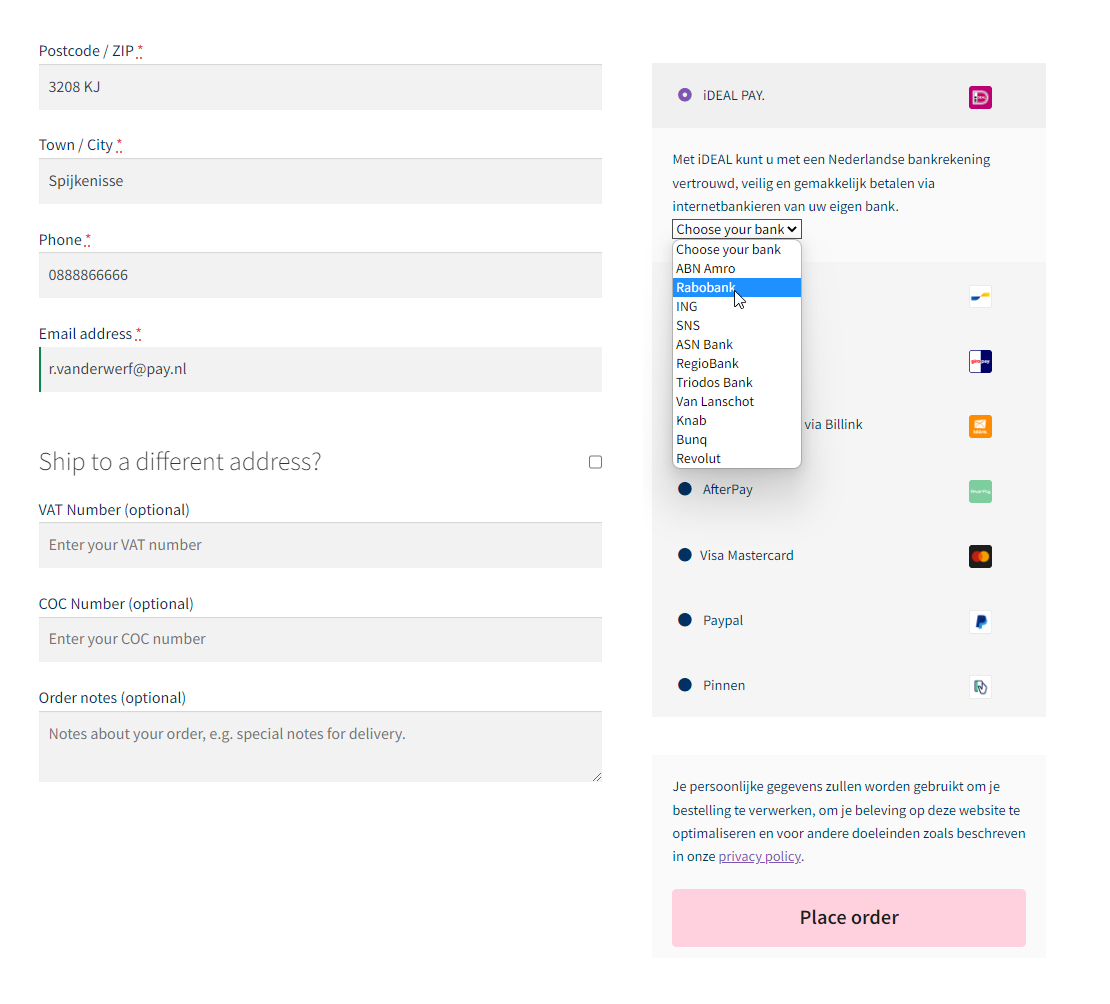 Postcode / ZIP *
3208 KJ
Town / City *
Spijkenisse
Phone *
0888866666
Email address *
r.vanderwerf@pay.nl
Ship to a different address?
VAT Number (optional)
Enter your VAT number
COC Number (optional)
Enter your COC number
Order notes (optional)
Notes about your order, e.g. special notes for delivery.
iDEAL PAY.
Met iDEAL kunt u met een Nederlandse bankrekening
vertrouwd, veilig en gemakkelijk betalen via
internetbankieren van uw eigen bank.
Choose your bank
Choose your bank
ABN Amro
Rabobank
ING
SNS
ASN Bank
RegioBank
Triodos Bank
Van Lanschot
Knab
Bunq
Revolut
giropay
via Billink
AfterPay
Visa Mastercard
Paypal
Pinnen
Je persoonlijke gegevens zullen worden gebruikt om je
bestelling te verwerken, om je beleving op deze website te
optimaliseren en voor andere doeleinden zoals beschreven
in onze privacy policy.
Place order